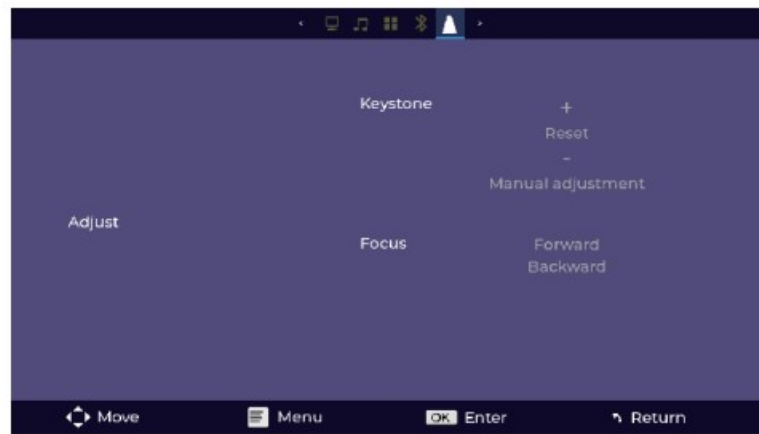 Keystone
+
Reset
-
Manual adjustment
Adjust
Focus
Forward
Backward
Move
Menu
OK Enter
Return